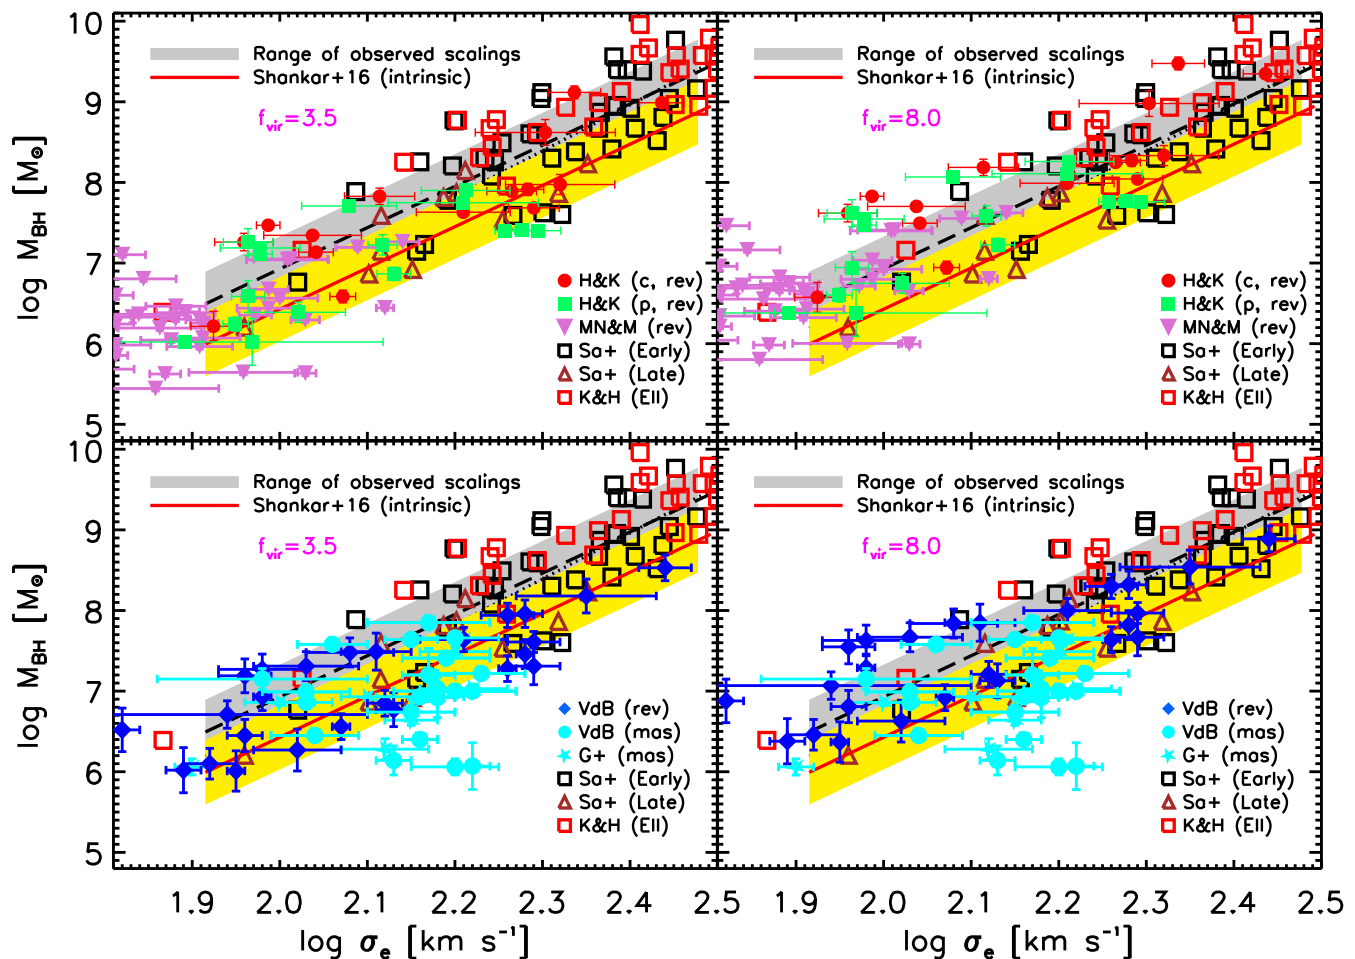 10
9
8
7
6
5
log M_BH [M_⊙]
Range of observed scalings
Shankar+16 (intrinsic)
f_vir=3.5
H&K (c, rev)
H&K (p, rev)
MN&M (rev)
Sa+ (Early)
Sa+ (Late)
K&H (Ell)
Range of observed scalings
Shankar+16 (intrinsic)
f_vir=8.0
H&K (c, rev)
H&K (p, rev)
MN&M (rev)
Sa+ (Early)
Sa+ (Late)
K&H (Ell)
10
9
8
7
6
5
log M_BH [M_⊙]
Range of observed scalings
Shankar+16 (intrinsic)
f_vir=3.5
VdB (rev)
VdB (mas)
G+ (mas)
Sa+ (Early)
Sa+ (Late)
K&H (Ell)
1.9 2.0 2.1 2.2 2.3 2.4 2.5
log σ_e [km s⁻¹]
Range of observed scalings
Shankar+16 (intrinsic)
f_vir=8.0
VdB (rev)
VdB (mas)
G+ (mas)
Sa+ (Early)
Sa+ (Late)
K&H (Ell)
1.9 2.0 2.1 2.2 2.3 2.4 2.5
log σ_e [km s⁻¹]